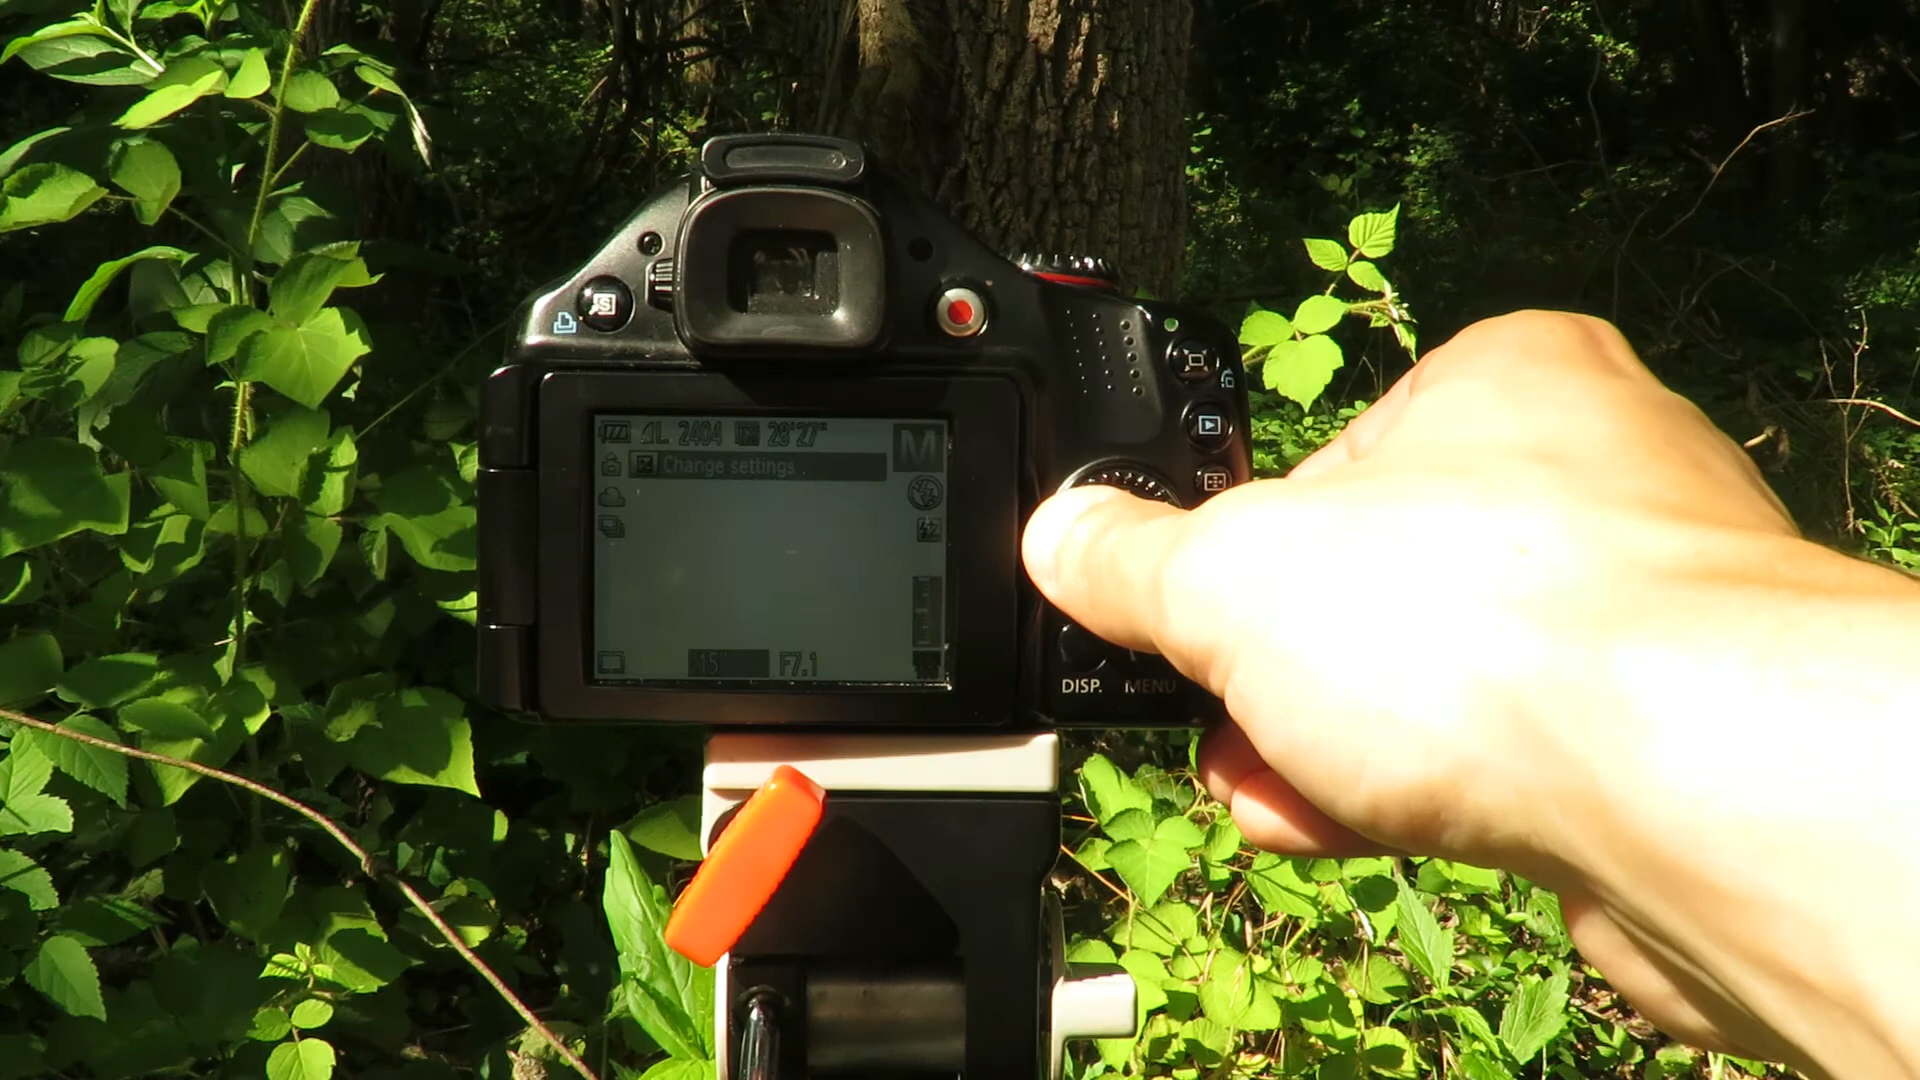 S
L 2404 28'27"
M
Change settings
15" F7.1
DISP. MENU